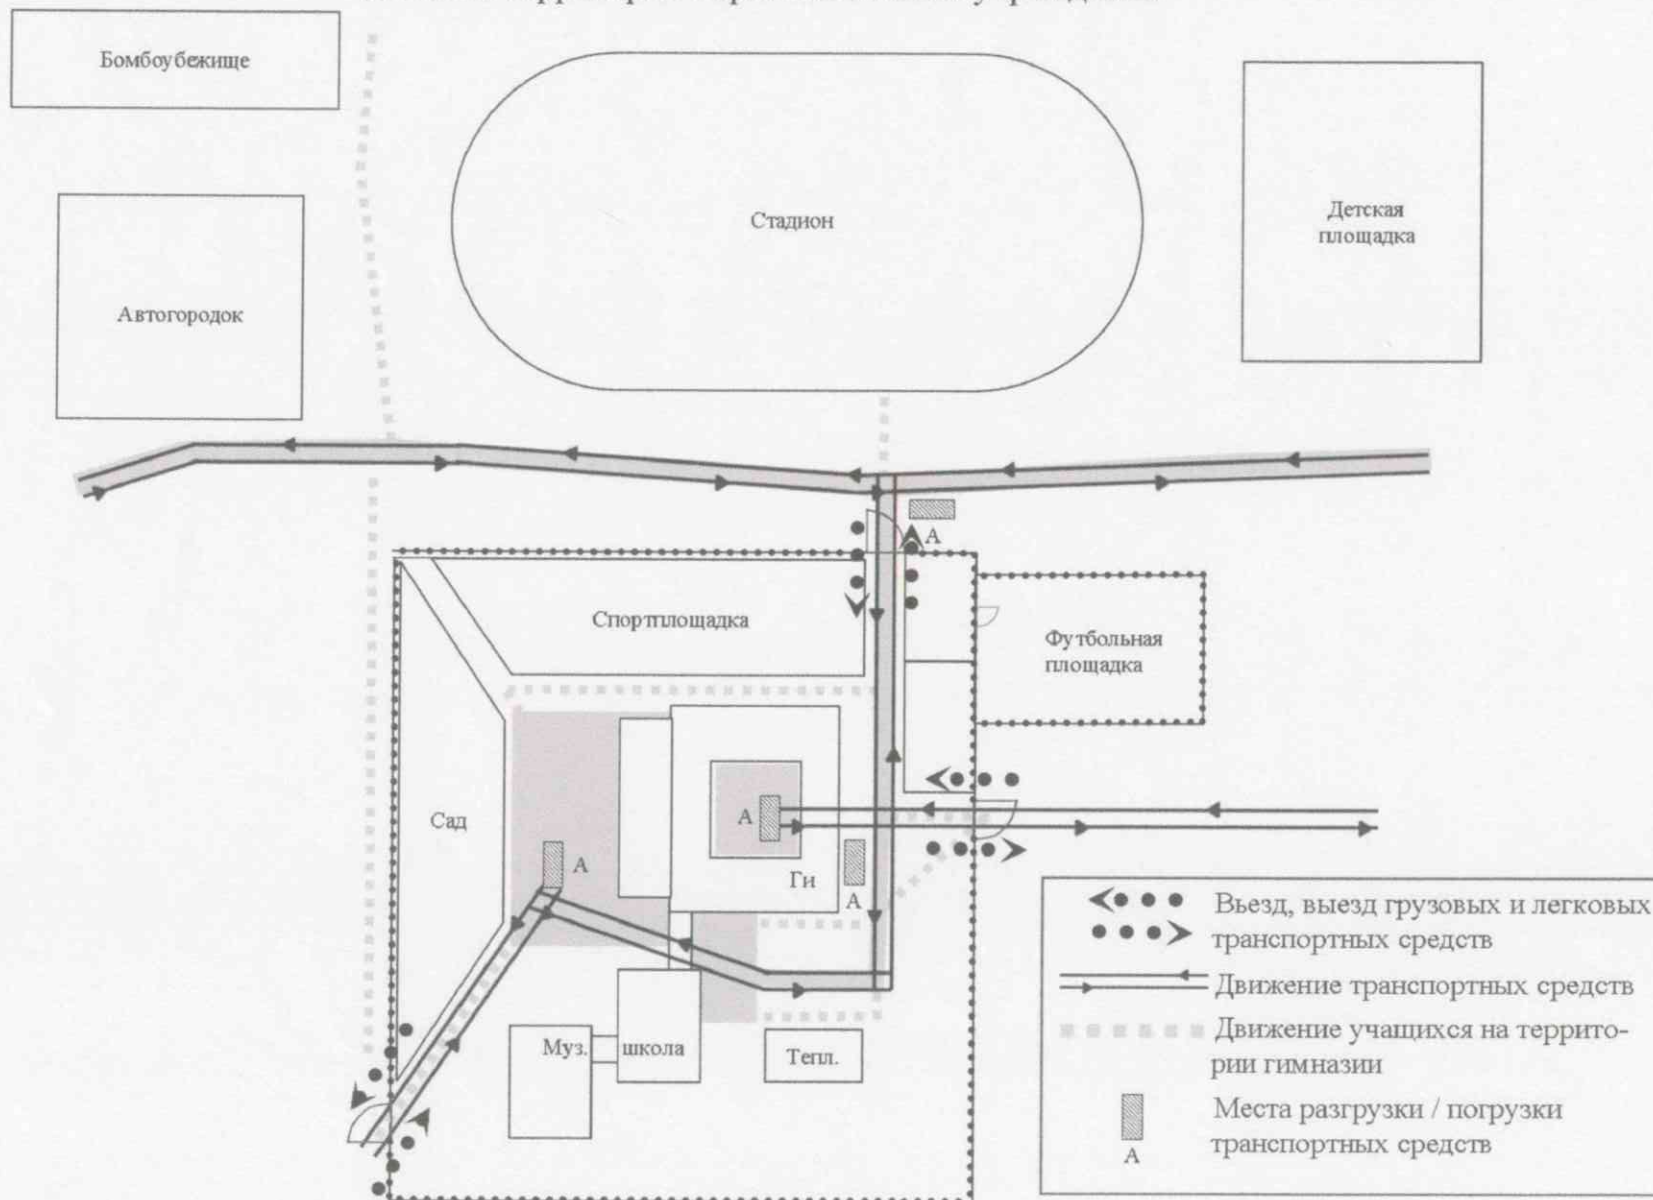 Бомбоубежище
Стадион
Детская
площадка
Автогородок
А
Спортплощадка
Футбольная
площадка
Сад
А
А
Ги
А
Муз. школа
Тепл.
Вьезд, выезд грузовых и легковых
транспортных средств
Движение транспортных средств
Движение учащихся на террито-
рии гимназии
Места разгрузки / погрузки
транспортных средств
А